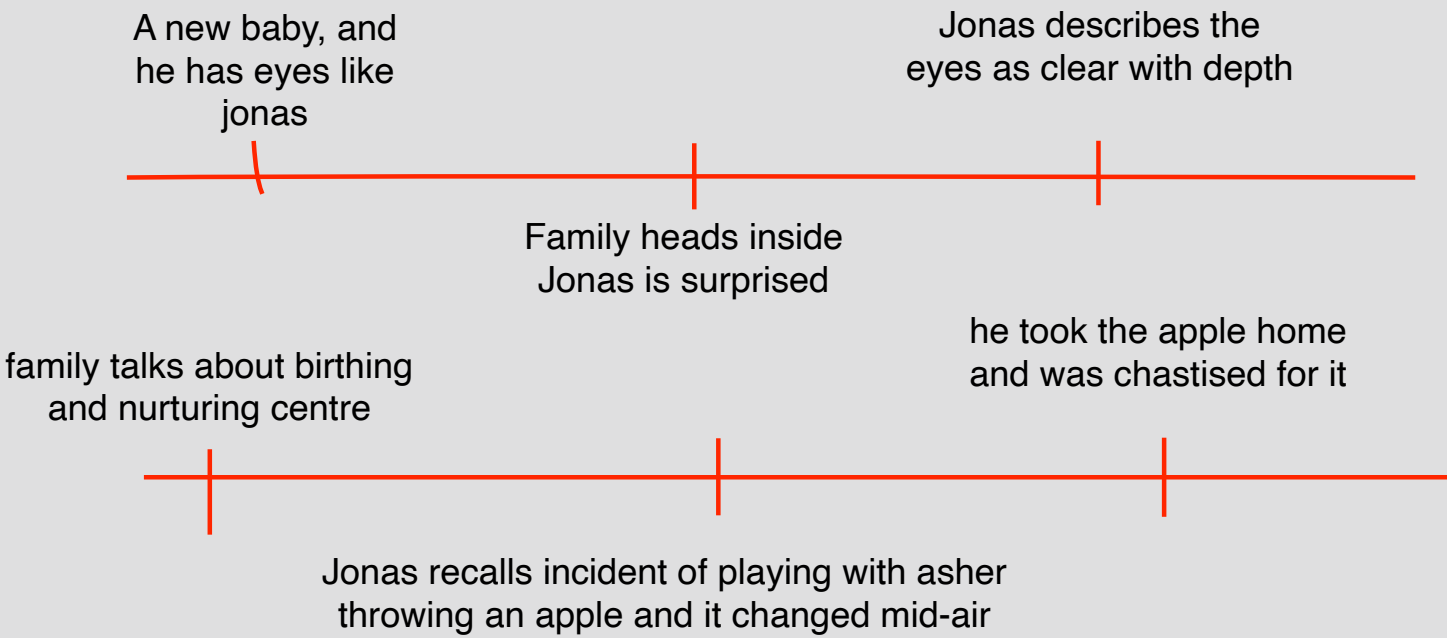 A new baby, and
he has eyes like
jonas
Family heads inside
Jonas is surprised
Jonas describes the
eyes as clear with depth
family talks about birthing
and nurturing centre
Jonas recalls incident of playing with asher
throwing an apple and it changed mid-air
he took the apple home
and was chastised for it